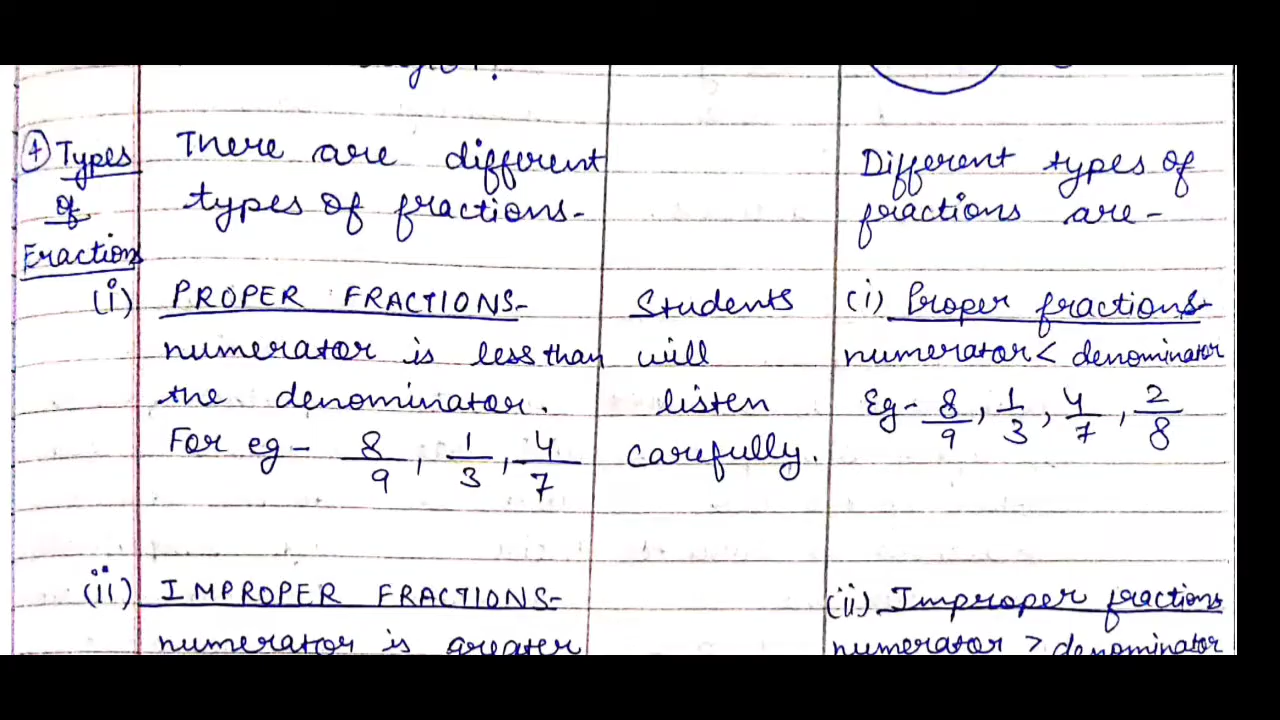 ④ Types
of
Fractions
There are different
types of fractions-
Different types of
fractions are-
(i) PROPER FRACTIONS-
numerator is less than
the denominator.
For eg- 8/9, 1/3, 4/7
Students
will
listen
carefully.
(i) Proper fractions-
numerator < denominator
Eg- 8/9, 1/3, 4/7, 2/8
(ii) IMPROPER FRACTIONS-
numerator is greater
(ii) Improper fractions
numerator > denominator